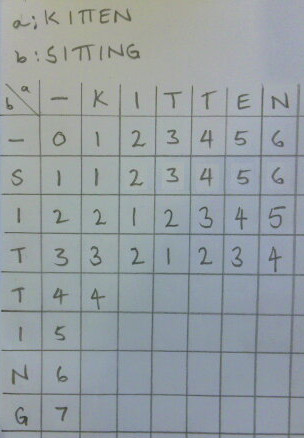 a; KITTEN
b: SITTING
b a — K I T T E N
— 0 1 2 3 4 5 6
S 1 1 2 3 4 5 6
I 2 2 1 2 3 4 5
T 3 3 2 1 2 3 4
T 4 4
I 5
N 6
G 7